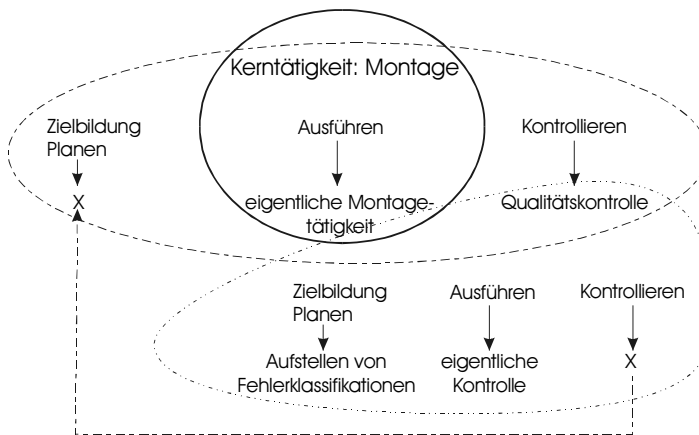 Kerntätigkeit: Montage
Zielbildung
Planen
Ausführen
Kontrollieren
X
eigentliche Montage-
tätigkeit
Qualitätskontrolle
Zielbildung
Planen
Ausführen
Kontrollieren
Aufstellen von
Fehlerklassifikationen
eigentliche
Kontrolle
X